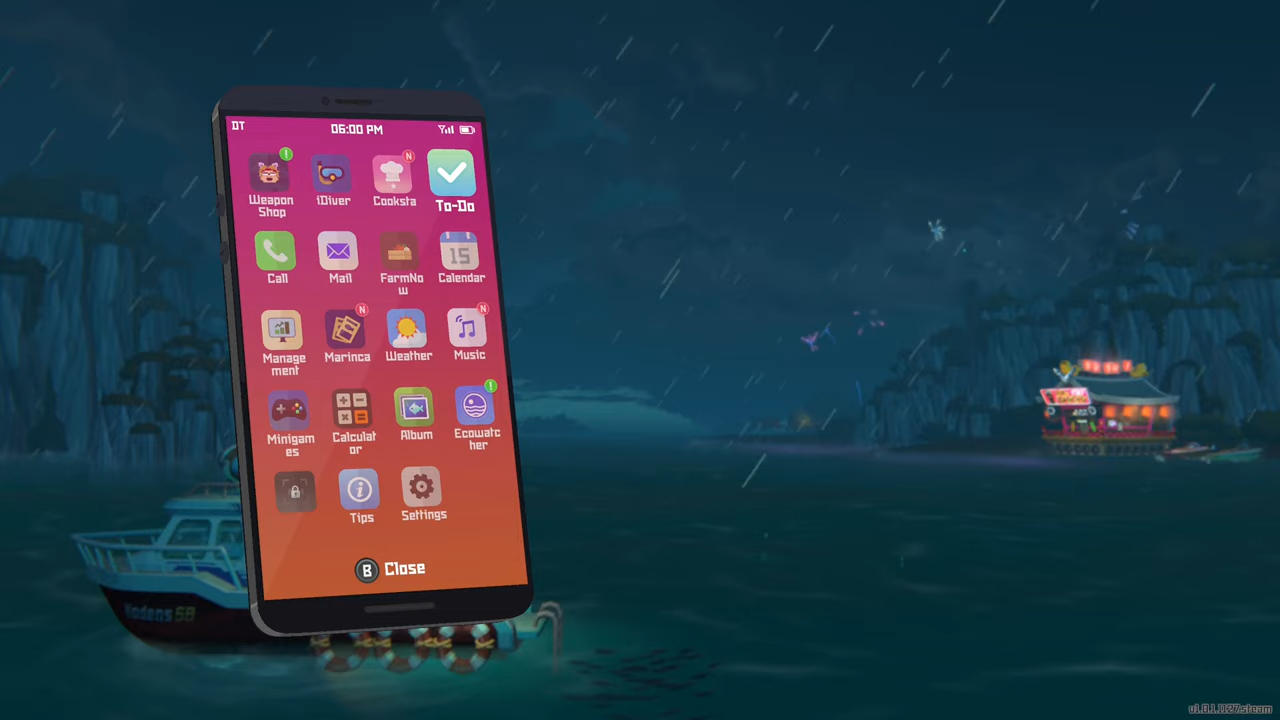 DT
06:00 PM
Weapon
Shop
iDiver
Cooksta
To-Do
Call
Mail
FarmNo
w
Calendar
15
Manage
ment
Marinca
Weather
Music
Minigam
es
Calculat
or
Album
Ecowatc
her
Tips
Settings
B Close
58